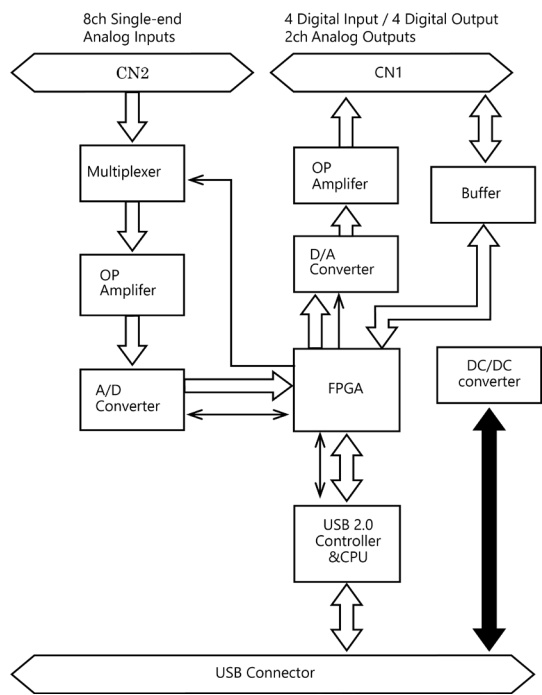 8ch Single-end
Analog Inputs
4 Digital Input / 4 Digital Output
2ch Analog Outputs
CN2
CN1
Multiplexer
OP
Amplifer
Buffer
OP
Amplifer
D/A
Converter
A/D
Converter
FPGA
DC/DC
converter
USB 2.0
Controller
&CPU
USB Connector